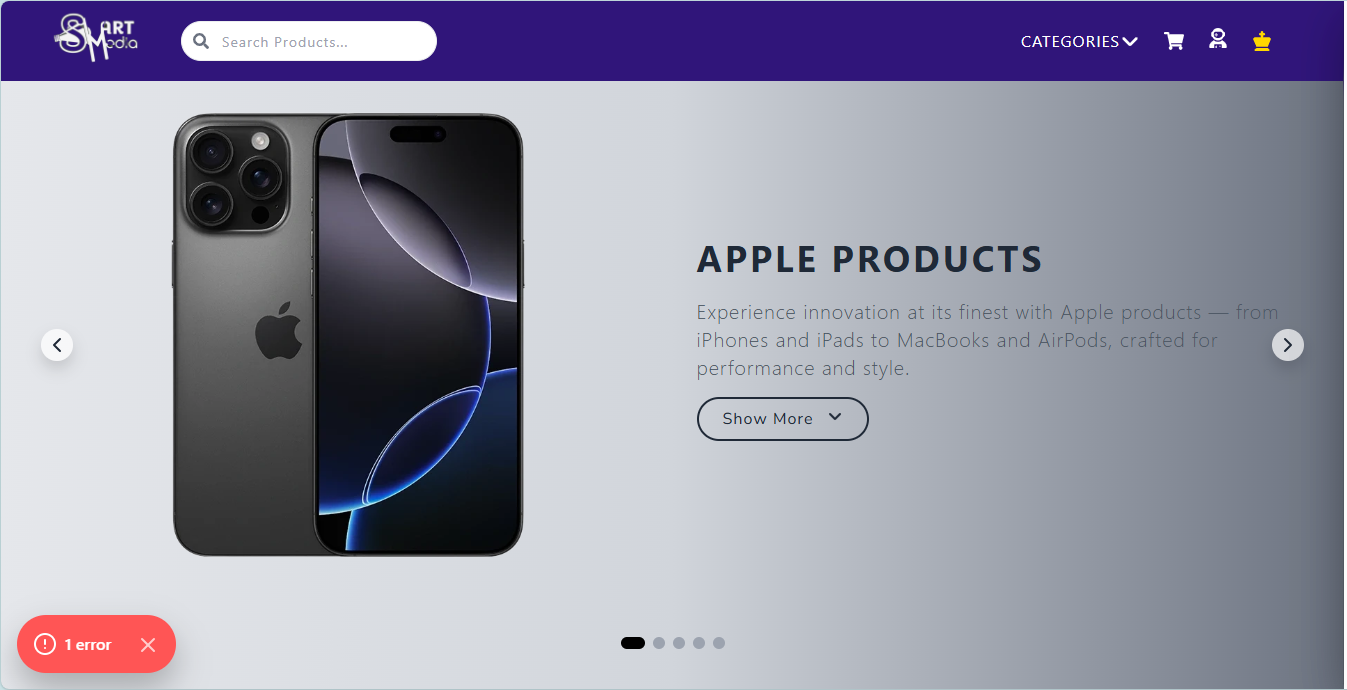 SMART
Media
Search Products...
CATEGORIES
APPLE PRODUCTS
Experience innovation at its finest with Apple products — from
iPhones and iPads to MacBooks and AirPods, crafted for
performance and style.
Show More
1 error